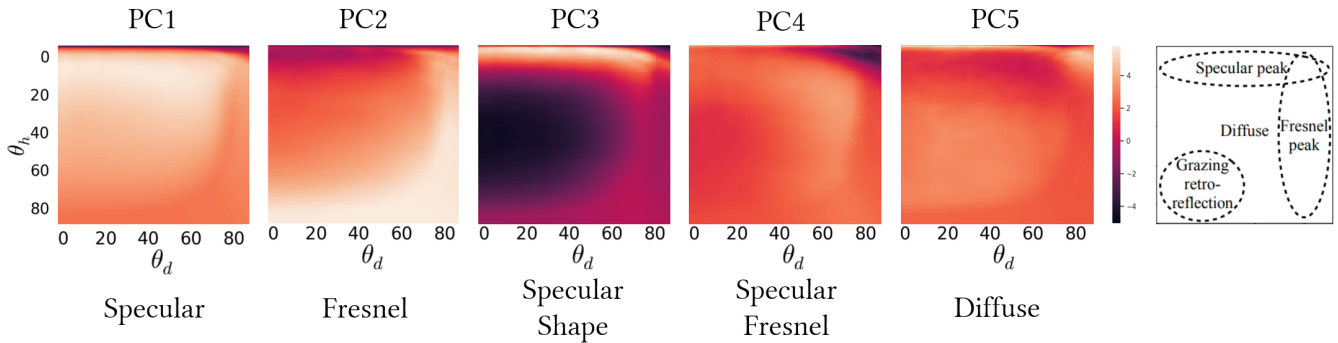 PC1
PC2
PC3
PC4
PC5
0
20
40
60
80
θh
0 20 40 60 80
θd
0 20 40 60 80
θd
0 20 40 60 80
θd
0 20 40 60 80
θd
0 20 40 60 80
θd
4
2
0
−2
−4
Specular peak
Diffuse
Fresnel
peak
Grazing
retro-
reflection
Specular
Fresnel
Specular
Shape
Specular
Fresnel
Diffuse